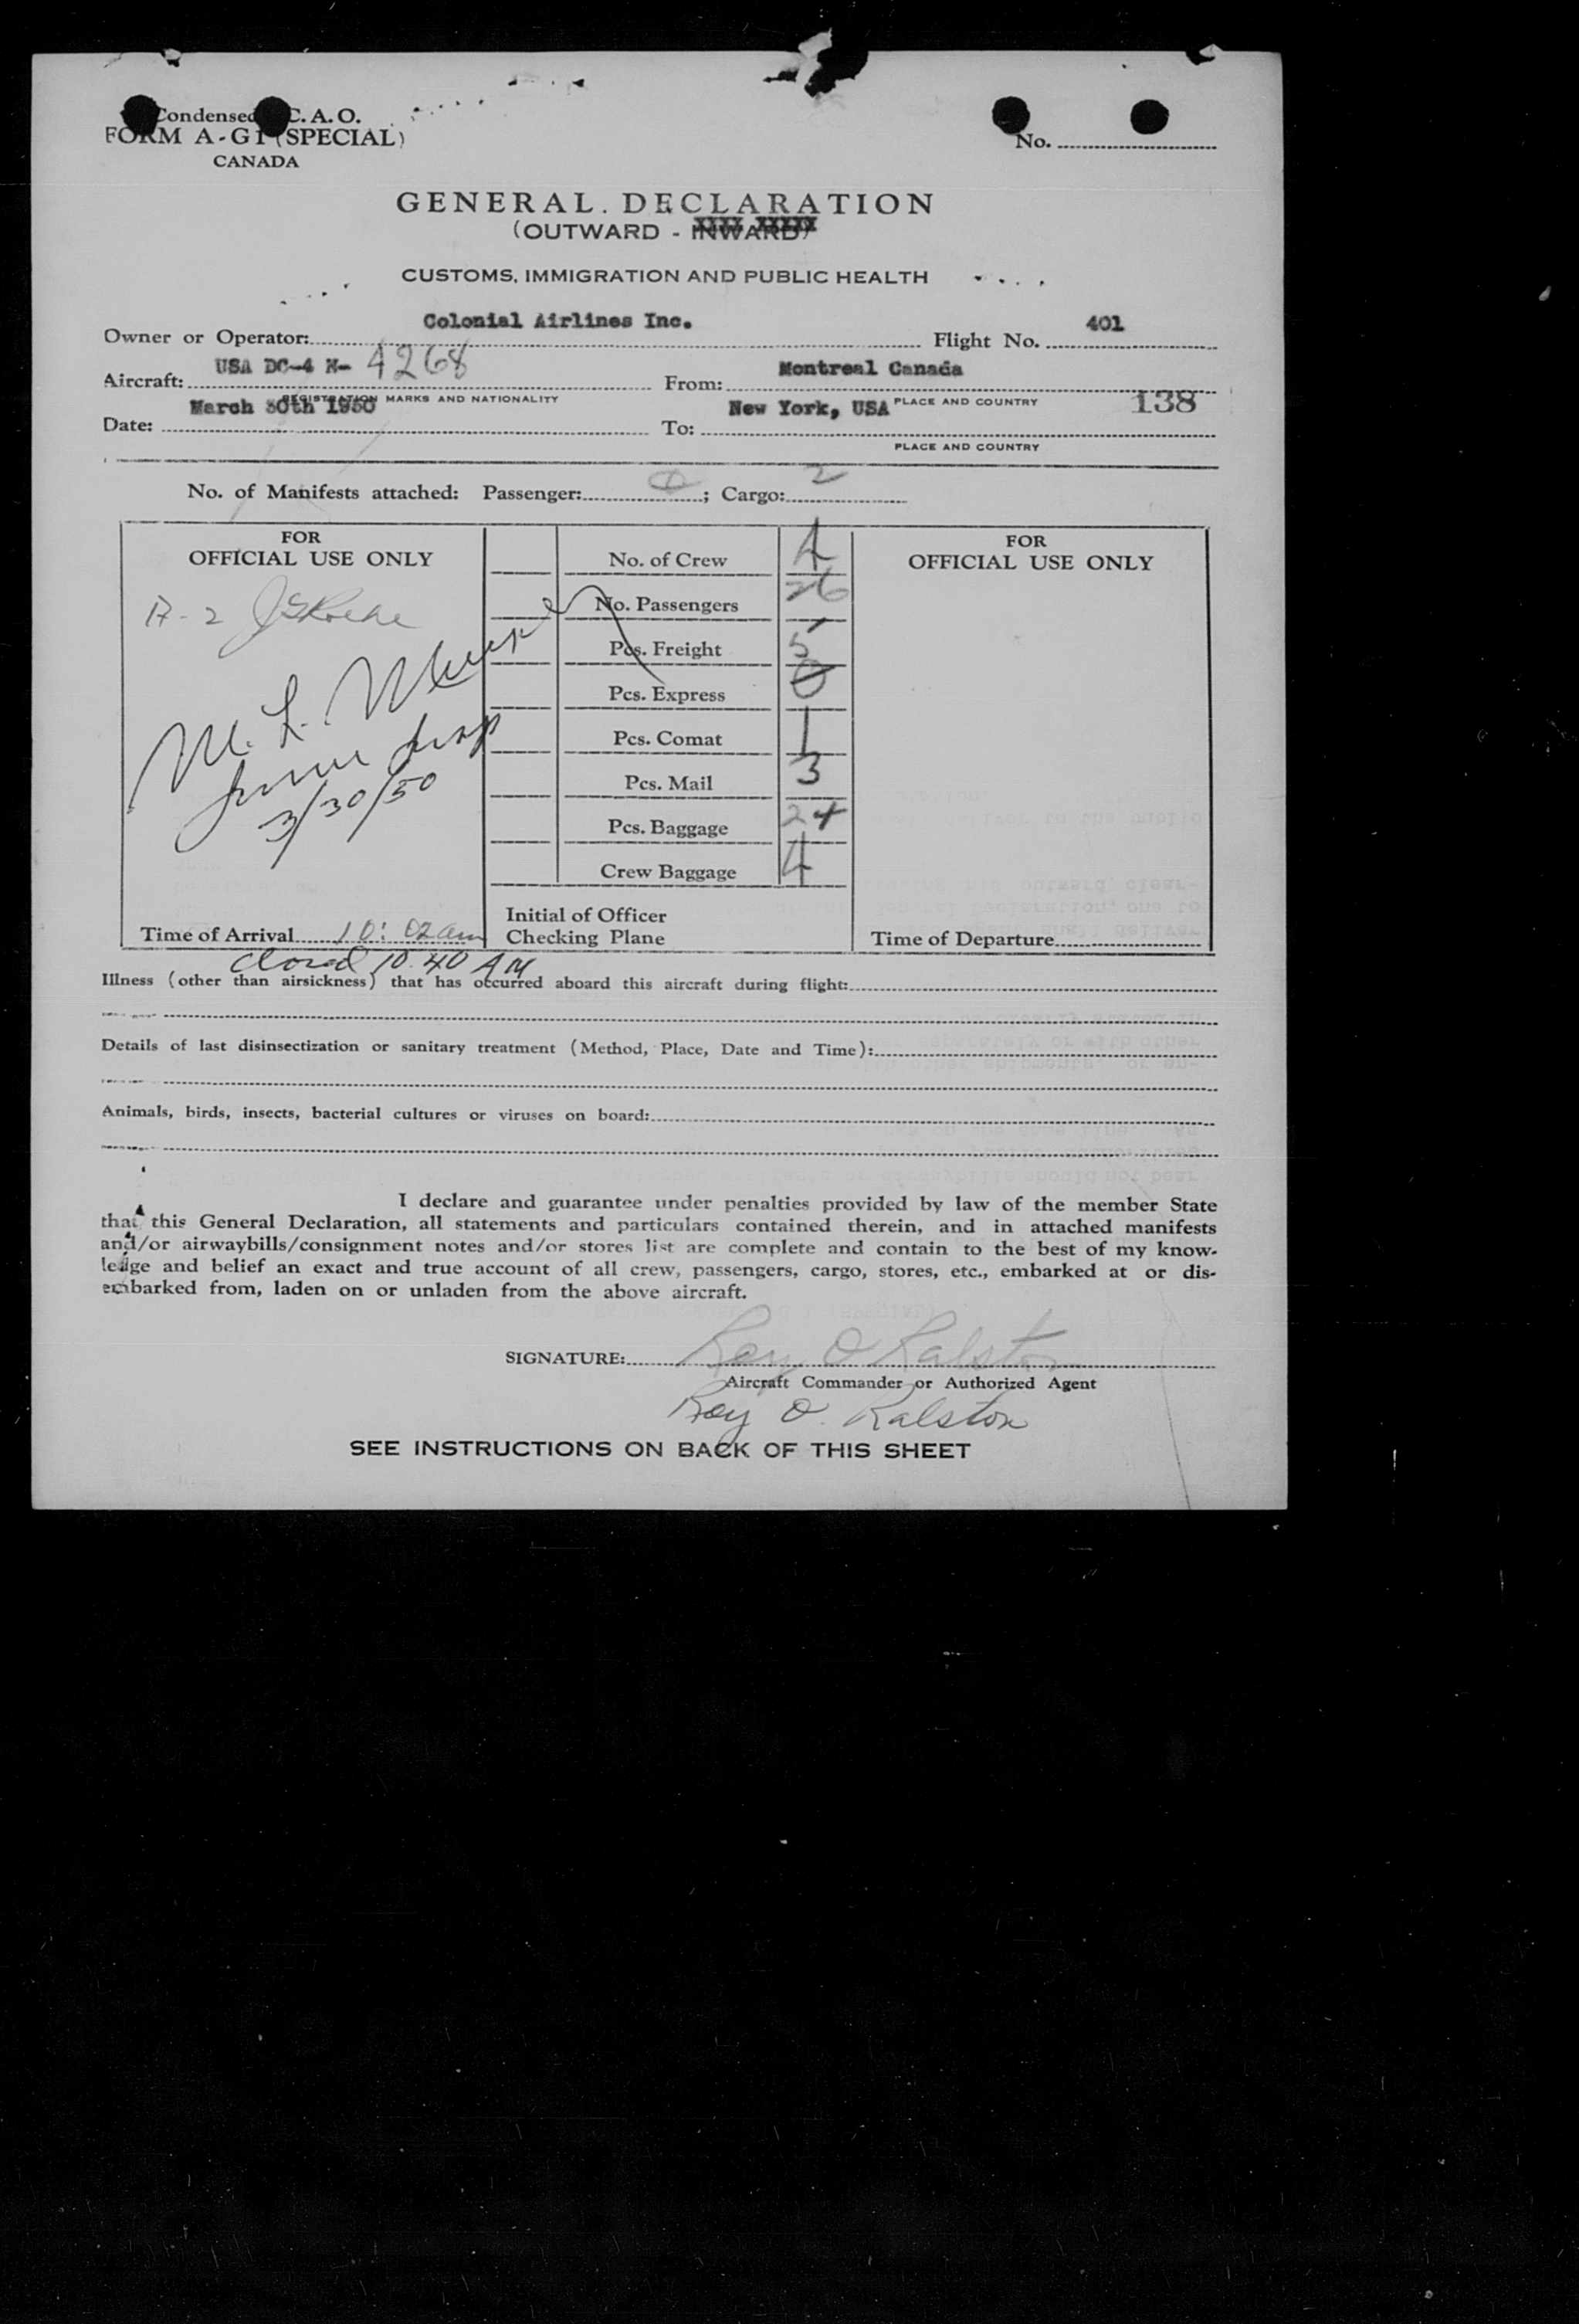 Condensed C.A.O.
FORM A-G1 (SPECIAL)
CANADA
No.
GENERAL. DECLARATION
(OUTWARD - INWARD)
CUSTOMS, IMMIGRATION AND PUBLIC HEALTH
Owner or Operator: Colonial Airlines Inc. Flight No. 401
Aircraft: USA DC-4 N- 4268 From: Montreal Canada
REGISTRATION MARKS AND NATIONALITY PLACE AND COUNTRY
138
Date: March 30th 1950 To: New York, USA
PLACE AND COUNTRY
No. of Manifests attached: Passenger: 0; Cargo: 2
FOR
OFFICIAL USE ONLY
A-2
M. L.
3/30/50
Time of Arrival 10:02 am
closed 10.40 AM
No. of Crew 4
No. Passengers 26
Pcs. Freight 5
Pcs. Express 0
Pcs. Comat 1
Pcs. Mail 3
Pcs. Baggage 24
Crew Baggage 4
Initial of Officer
Checking Plane
FOR
OFFICIAL USE ONLY
Time of Departure
Illness (other than airsickness) that has occurred aboard this aircraft during flight:
Details of last disinsectization or sanitary treatment (Method, Place, Date and Time):
Animals, birds, insects, bacterial cultures or viruses on board:
I declare and guarantee under penalties provided by law of the member State
that this General Declaration, all statements and particulars contained therein, and in attached manifests
and/or airwaybills/consignment notes and/or stores list are complete and contain to the best of my know-
ledge and belief an exact and true account of all crew, passengers, cargo, stores, etc., embarked at or dis-
embarked from, laden on or unladen from the above aircraft.
SIGNATURE: Roy O Ralston
Aircraft Commander or Authorized Agent
Roy O. Ralston
SEE INSTRUCTIONS ON BACK OF THIS SHEET